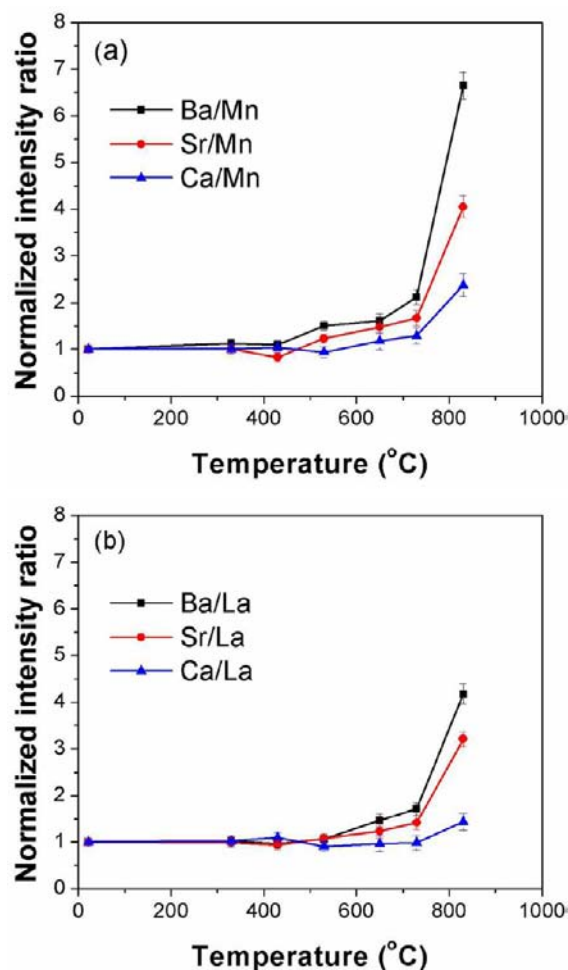 8
(a)
7
6
Ba/Mn
Sr/Mn
5
Ca/Mn
4
3
2
1
0
0 200 400 600 800 1000
Normalized intensity ratio
Temperature (°C)
8
(b)
7
6
Ba/La
Sr/La
5
Ca/La
4
3
2
1
0
0 200 400 600 800 1000
Normalized intensity ratio
Temperature (°C)